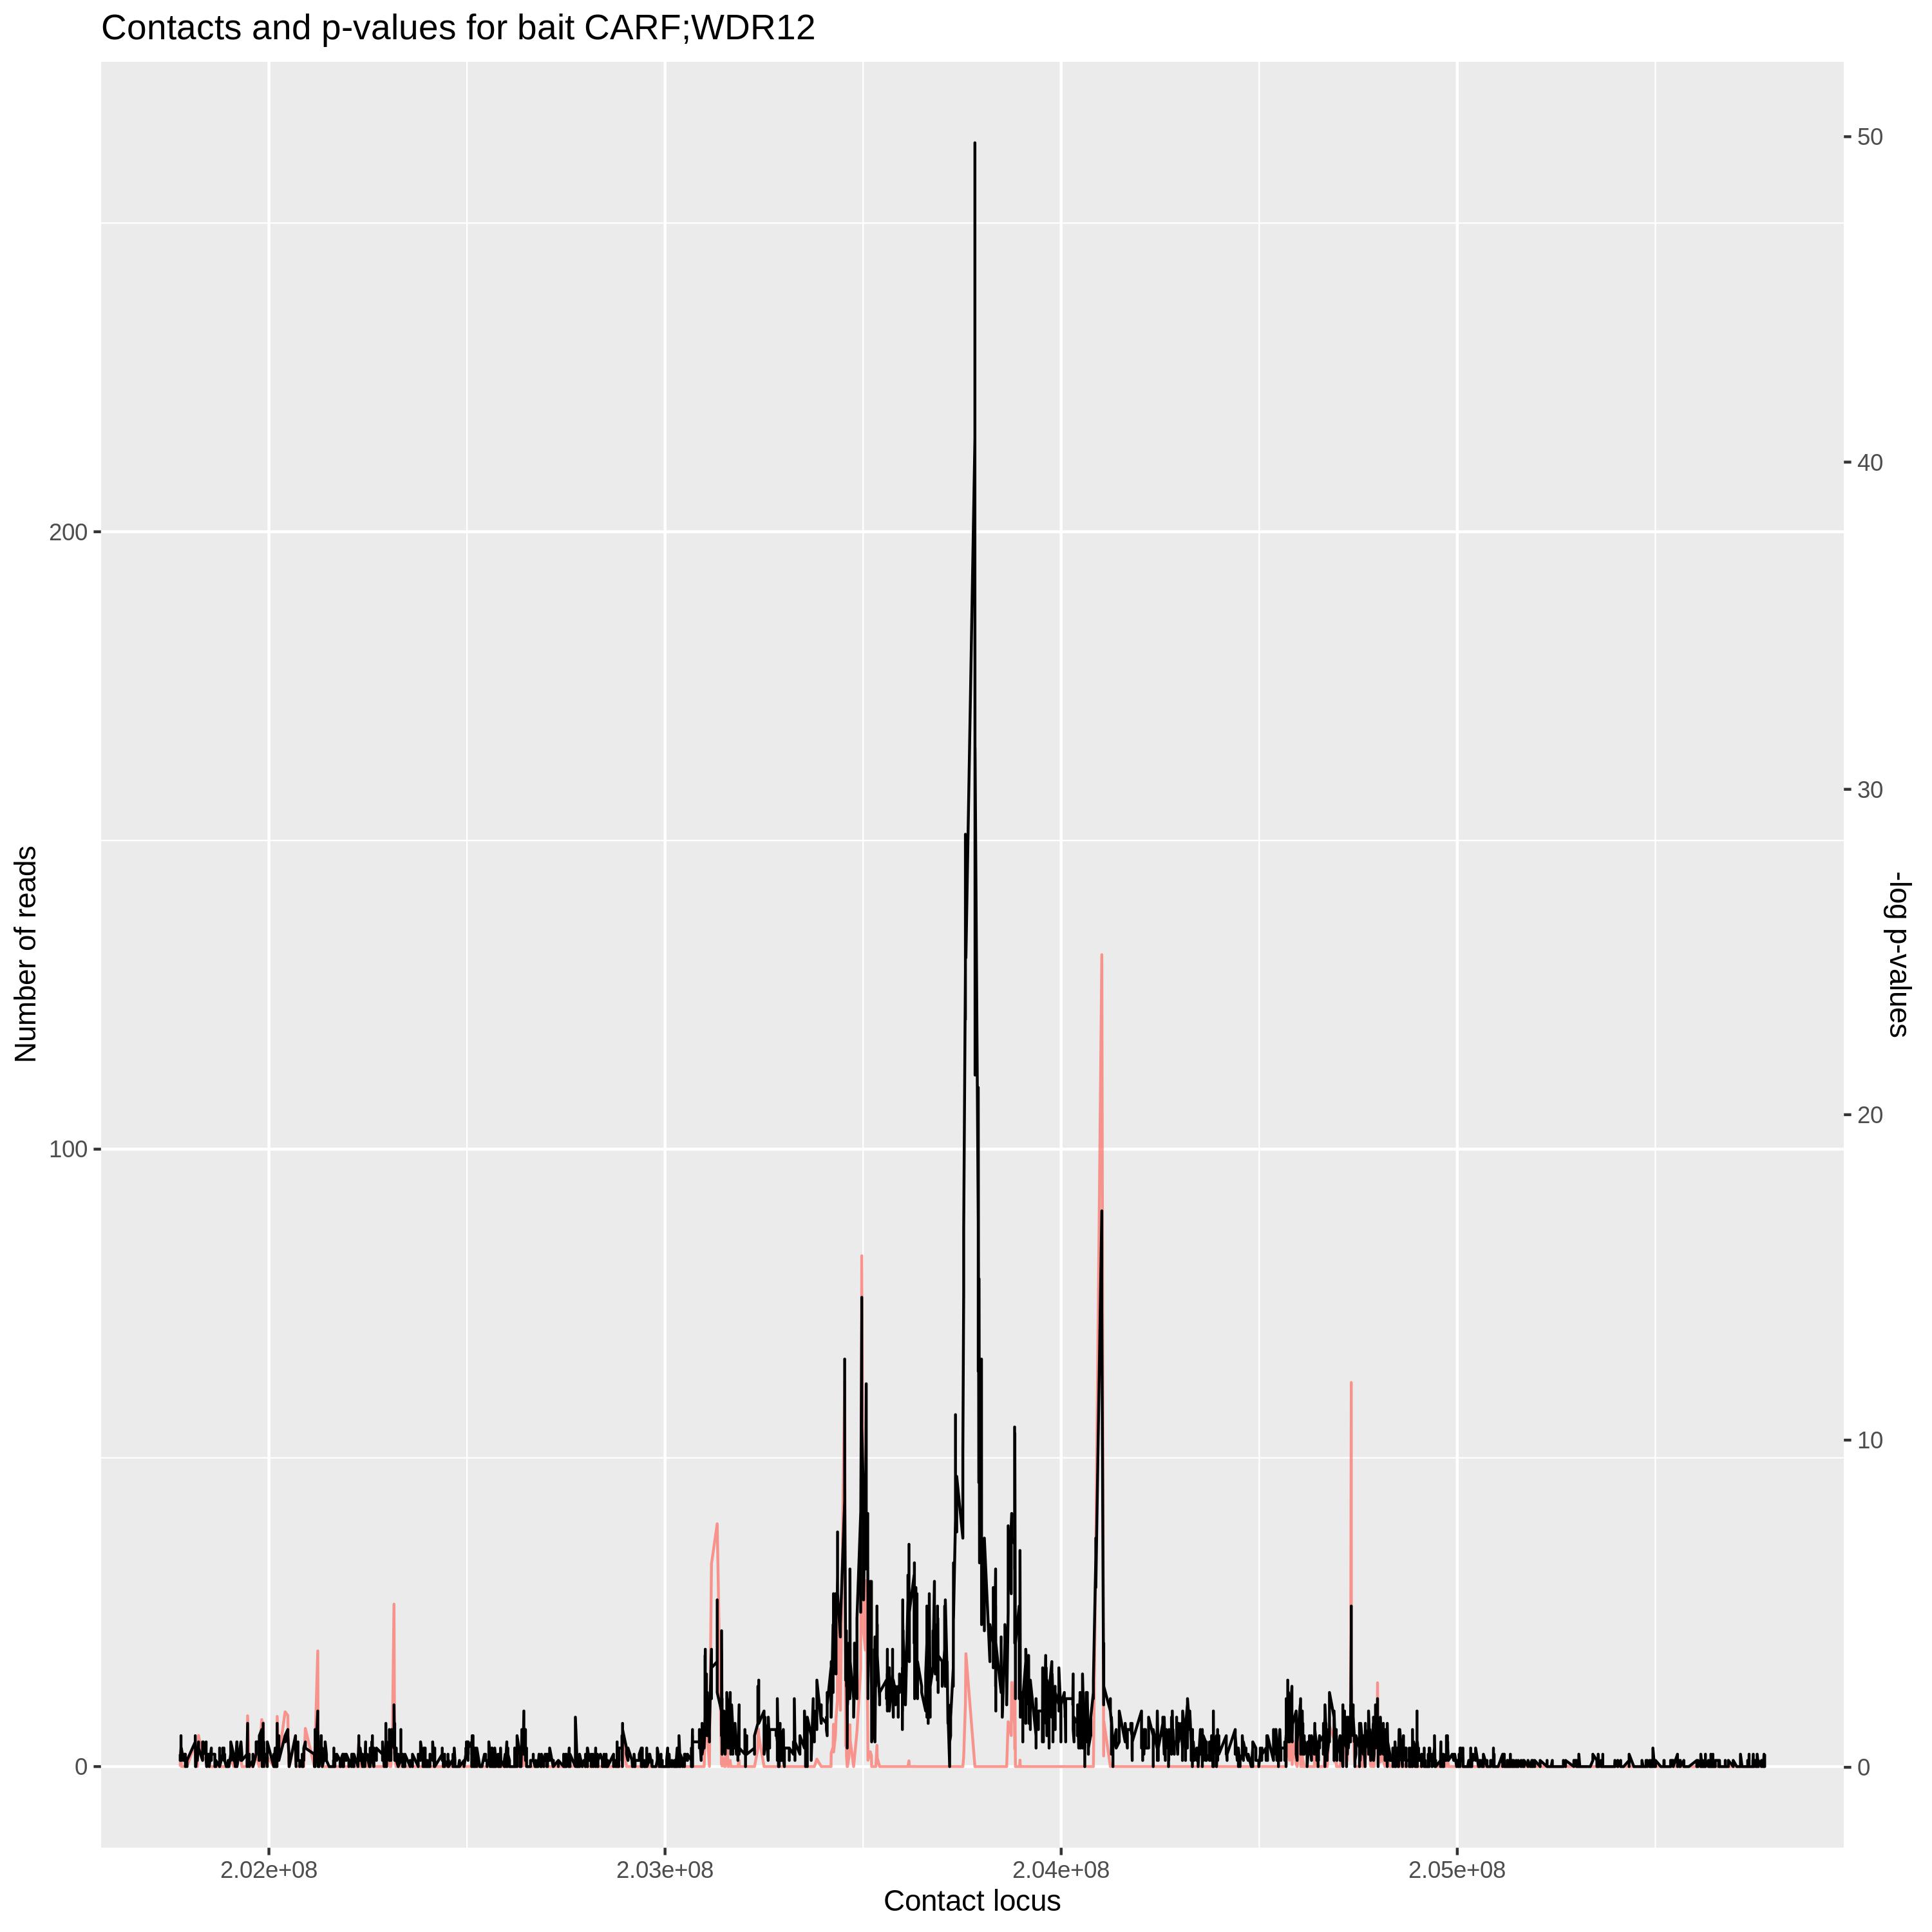 Contacts and p-values for bait CARF;WDR12
Number of reads
200
100
0
50
40
30
20
10
0
-log p-values
2.02e+08
2.03e+08
2.04e+08
2.05e+08
Contact locus